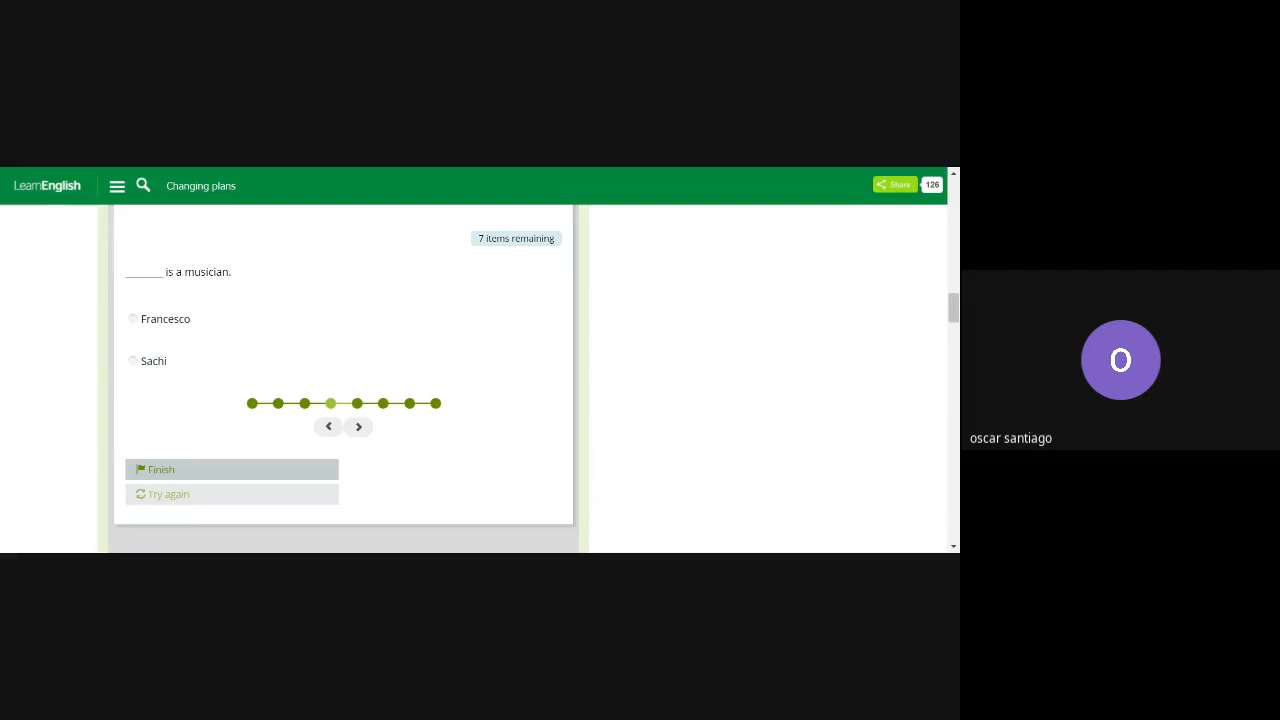 LearnEnglish
Changing plans
Share
126
7 items remaining
_______ is a musician.
Francesco
Sachi
Finish
Try again
O
oscar santiago